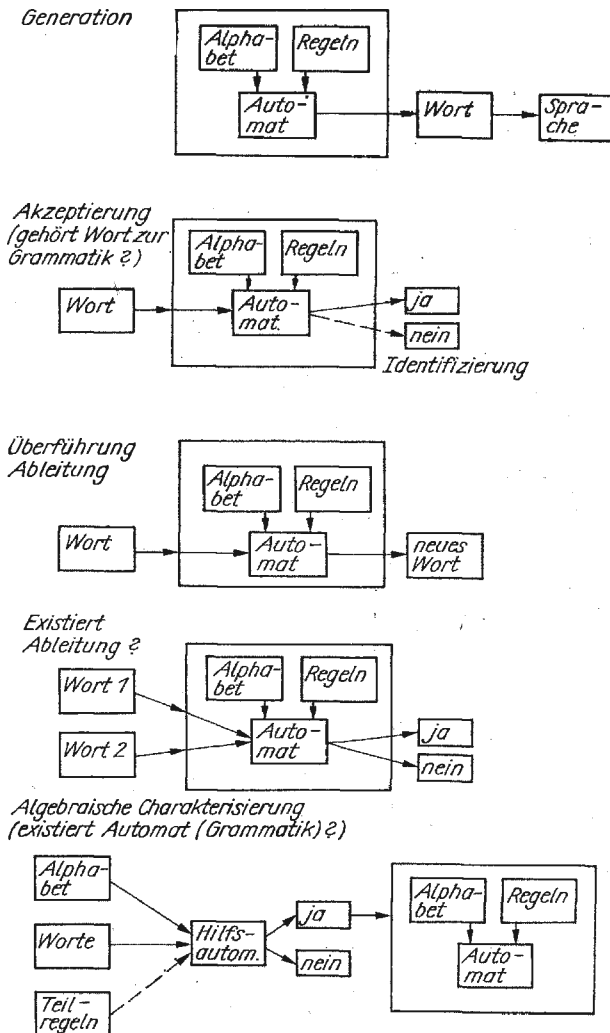 Generation
Alpha-
bet
Regeln
Auto-
mat
Wort
Spra-
che
Akzeptierung
(gehört Wort zur
Grammatik ?)
Alpha-
bet
Regeln
Wort
Auto-
mat.
ja
nein
Identifizierung
Überführung
Ableitung
Alpha-
bet
Regeln
Wort
Auto-
mat
neues
Wort
Existiert
Ableitung ?
Wort 1
Alpha-
bet
Regeln
Wort 2
Auto-
mat
ja
nein
Algebraische Charakterisierung
(existiert Automat (Grammatik) ?)
Alpha-
bet
Worte
Teil-
regeln
Hilfs-
autom.
ja
nein
Alpha-
bet
Regeln
Auto-
mat